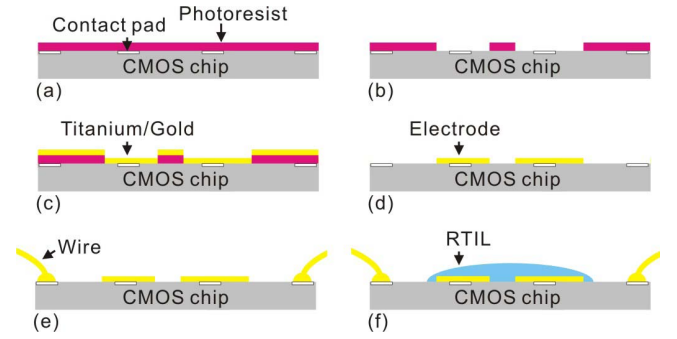 Contact pad
Photoresist
CMOS chip
(a)
CMOS chip
(b)
Titanium/Gold
CMOS chip
(c)
Electrode
CMOS chip
(d)
Wire
CMOS chip
(e)
RTIL
CMOS chip
(f)